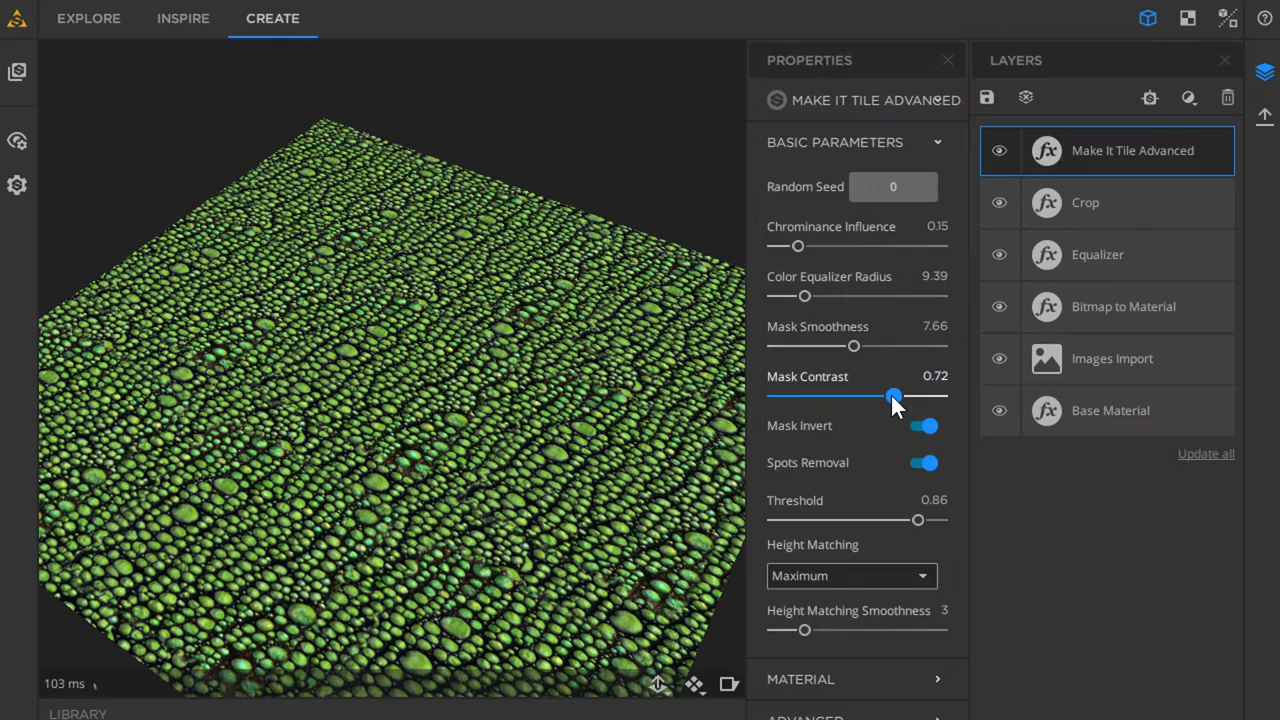 EXPLORE INSPIRE CREATE
PROPERTIES
MAKE IT TILE ADVANCED
BASIC PARAMETERS
Random Seed 0
Chrominance Influence 0.15
Color Equalizer Radius 9.39
Mask Smoothness 7.66
Mask Contrast 0.72
Mask Invert
Spots Removal
Threshold 0.86
Height Matching
Maximum
Height Matching Smoothness 3
MATERIAL
ADVANCED
LAYERS
Make It Tile Advanced
Crop
Equalizer
Bitmap to Material
Images Import
Base Material
Update all
103 ms
LIBRARY